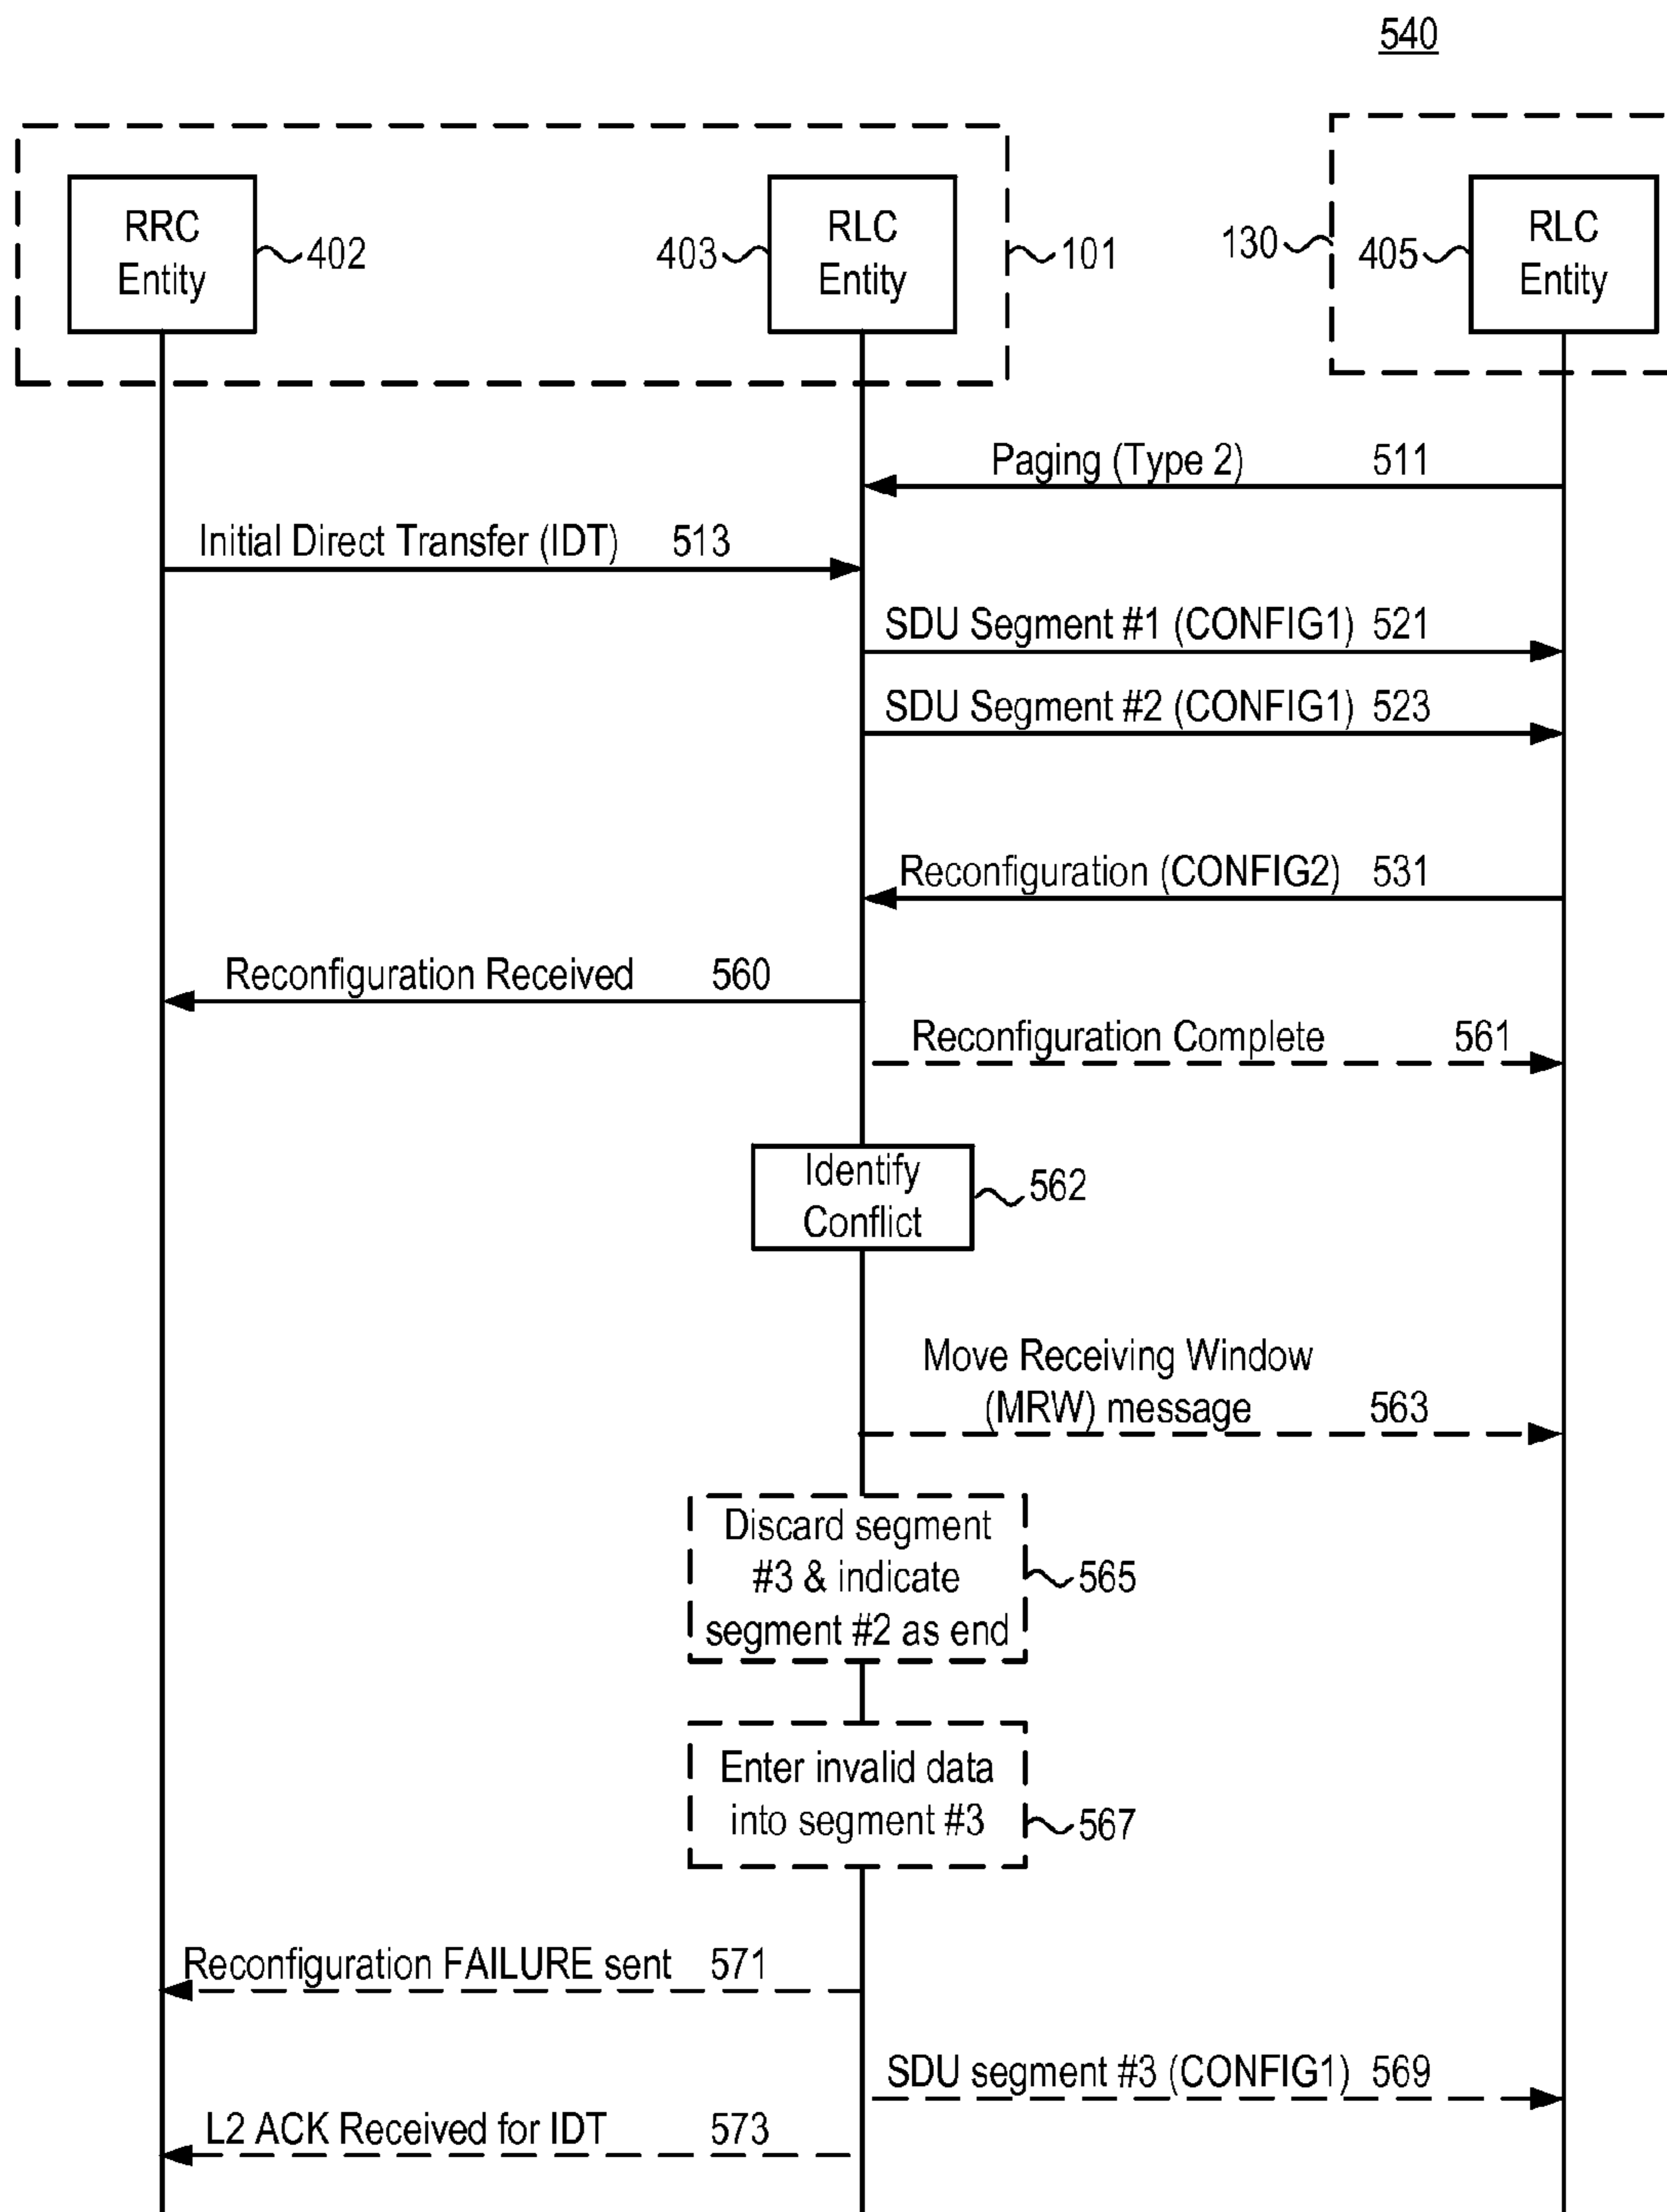 540
RRC
Entity
402
403
RLC
Entity
101
130
405
RLC
Entity
Paging (Type 2) 511
Initial Direct Transfer (IDT) 513
SDU Segment #1 (CONFIG1) 521
SDU Segment #2 (CONFIG1) 523
Reconfiguration (CONFIG2) 531
Reconfiguration Received 560
Reconfiguration Complete 561
Identify
Conflict
562
Move Receiving Window
(MRW) message 563
Discard segment
#3 & indicate
segment #2 as end
565
Enter invalid data
into segment #3
567
Reconfiguration FAILURE sent 571
SDU segment #3 (CONFIG1) 569
L2 ACK Received for IDT 573